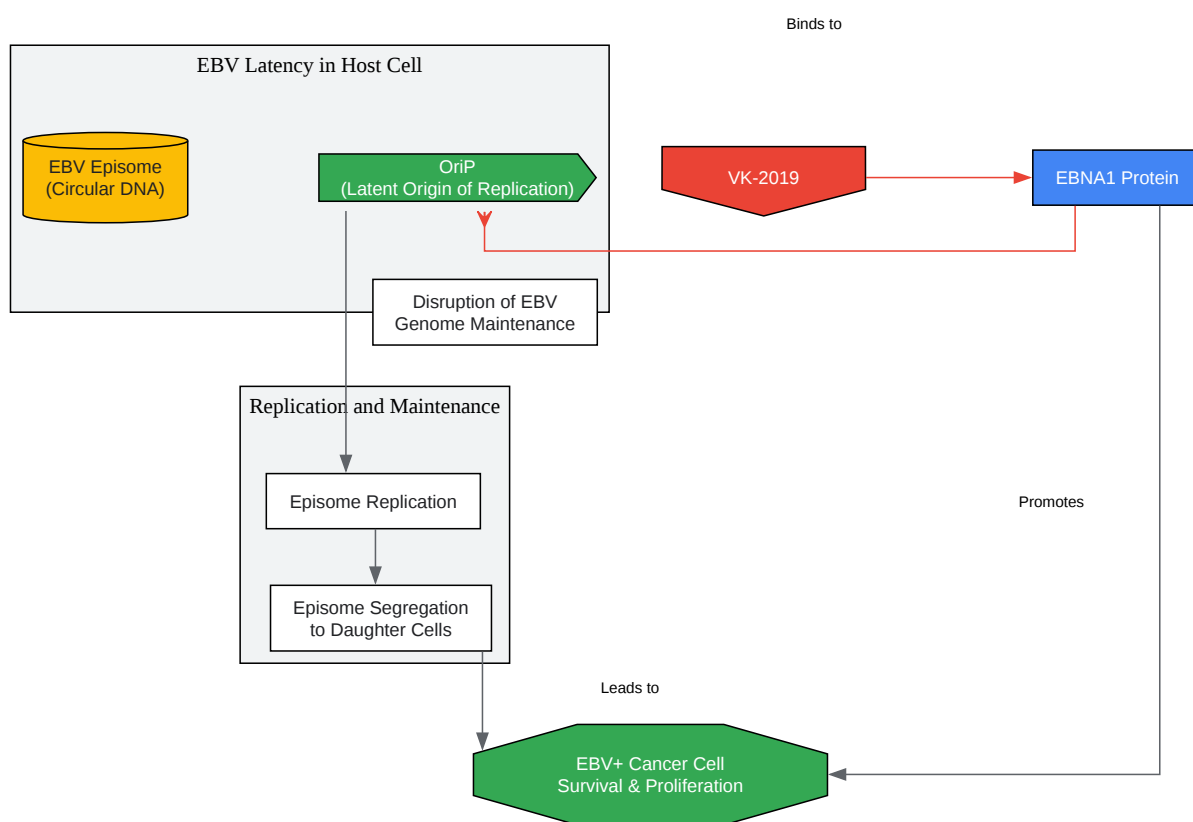 Binds to
EBV Latency in Host Cell
EBV Episome
(Circular DNA)
OriP
(Latent Origin of Replication)
VK-2019
EBNA1 Protein
Disruption of EBV
Genome Maintenance
Replication and Maintenance
Episome Replication
Promotes
Episome Segregation
to Daughter Cells
Leads to
EBV+ Cancer Cell
Survival & Proliferation